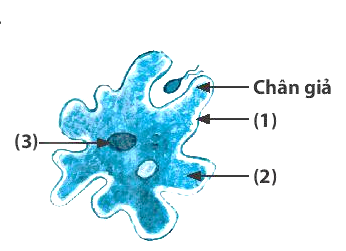 Chân giả
(1)
(3)
(2)